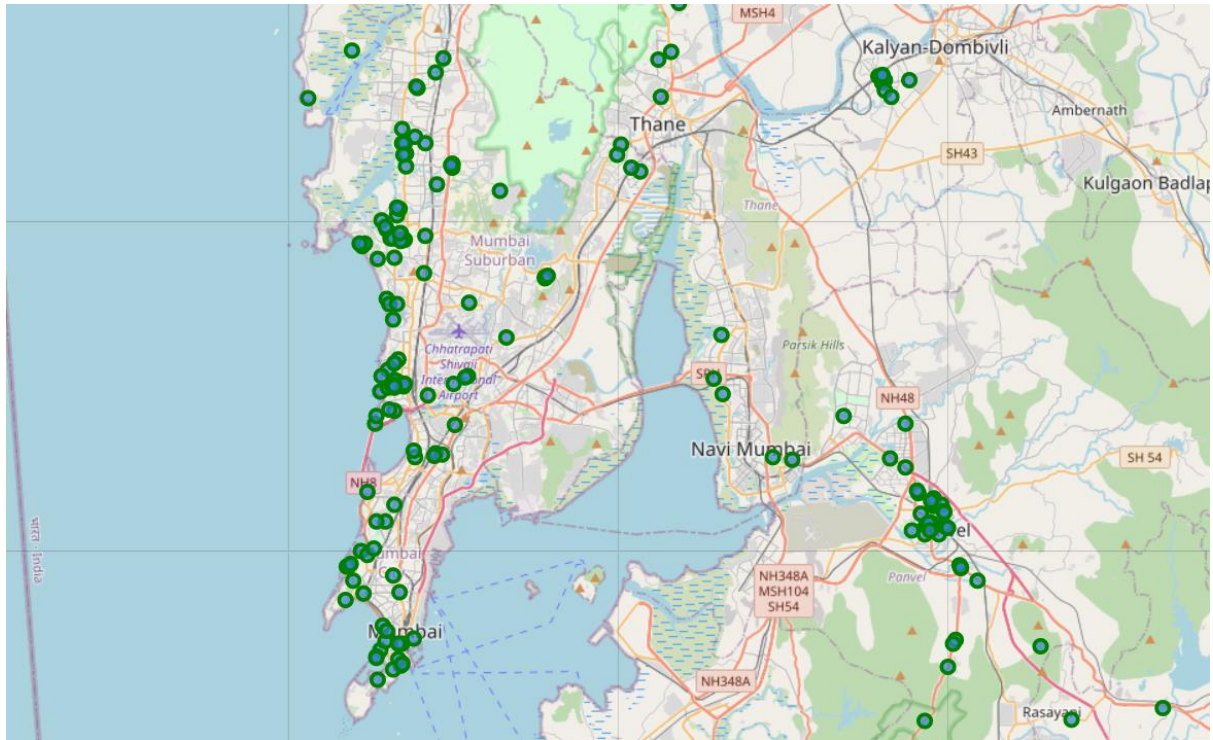 MSH4
Kalyan-Dombivli
Ambernath
Thane
SH43
Kulgaon Badlap
Thane
Mumbai
Suburban
Parsik Hills
Chhatrapati
Shivaji
International
Airport
NH48
Navi Mumbai
SH 54
NH8
भारत - India
Mumbai
NH348A
MSH104
SH54
Panvel
Mumbai
NH348A
Rasayani